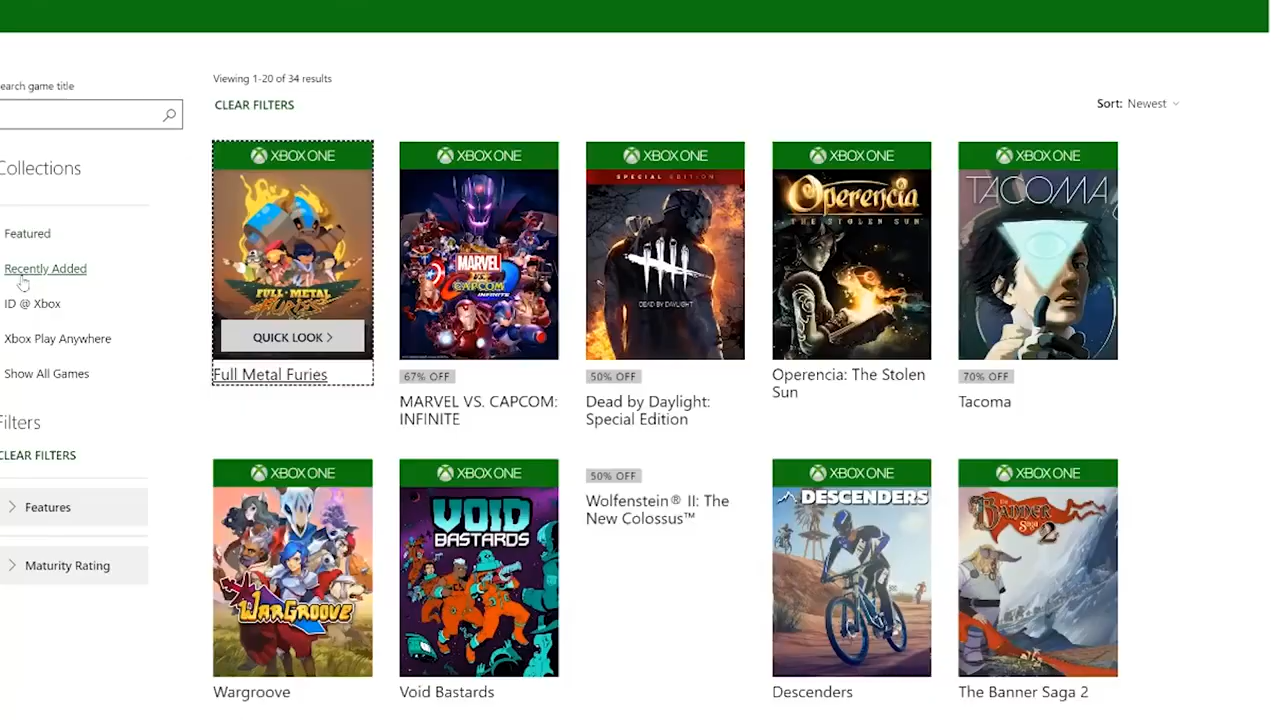 earch game title
Collections
Featured
Recently Added
ID @ Xbox
Xbox Play Anywhere
Show All Games
Filters
CLEAR FILTERS
Features
Maturity Rating
Viewing 1-20 of 34 results
CLEAR FILTERS
Sort: Newest
XBOX ONE
FULL METAL
FURIES
QUICK LOOK
Full Metal Furies
XBOX ONE
MARVEL
VS.
CAPCOM
INFINITE
67% OFF
MARVEL VS. CAPCOM:
INFINITE
XBOX ONE
SPECIAL EDITION
DEAD BY DAYLIGHT
50% OFF
Dead by Daylight:
Special Edition
XBOX ONE
Operencia
THE STOLEN SUN
Operencia: The Stolen
Sun
XBOX ONE
TACOMA
70% OFF
Tacoma
XBOX ONE
WARGROOVE
Wargroove
XBOX ONE
VOID
BASTARDS
Void Bastards
50% OFF
Wolfenstein® II: The
New Colossus™
XBOX ONE
DESCENDERS
Descenders
XBOX ONE
The Banner
Saga 2
The Banner Saga 2